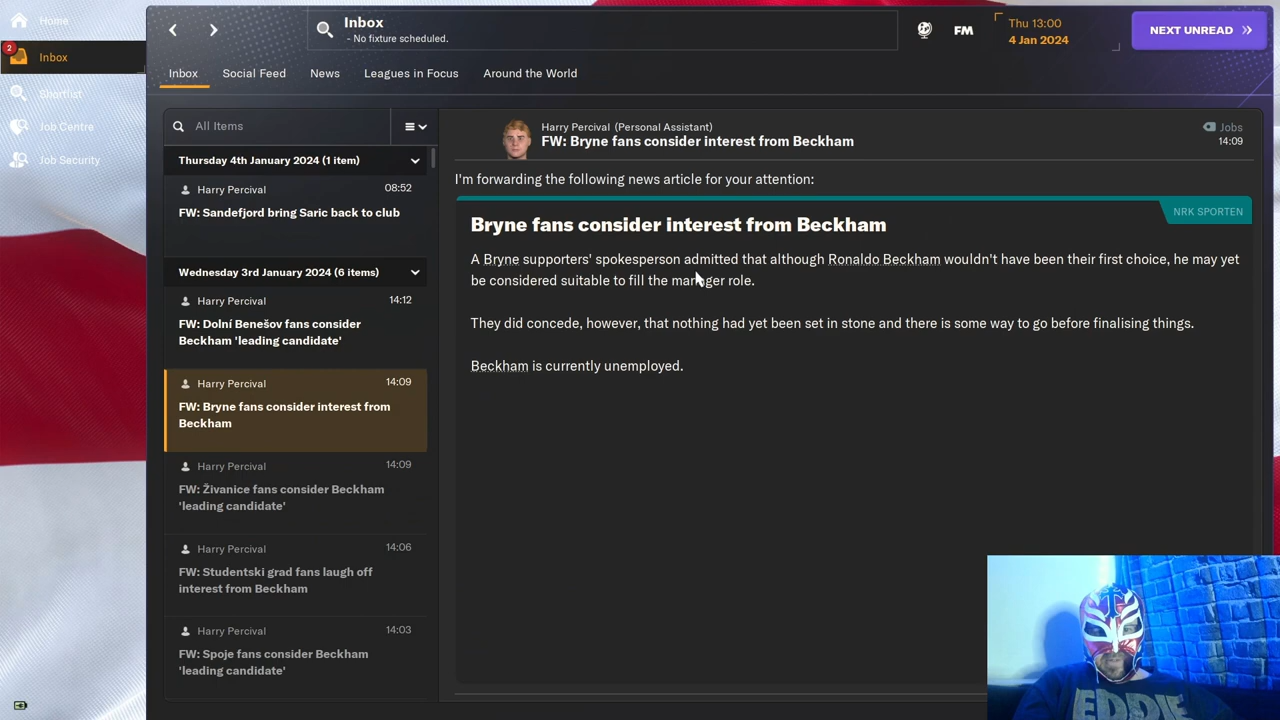 Home
2
Inbox
Shortlist
Job Centre
Job Security
Inbox
- No fixture scheduled.
FM
Thu 13:00
4 Jan 2024
NEXT UNREAD
Inbox
Social Feed
News
Leagues in Focus
Around the World
All Items
Thursday 4th January 2024 (1 item)
Harry Percival
08:52
FW: Sandefjord bring Saric back to club
Wednesday 3rd January 2024 (6 items)
Harry Percival
14:12
FW: Dolní Benešov fans consider
Beckham 'leading candidate'
Harry Percival
14:09
FW: Bryne fans consider interest from
Beckham
Harry Percival
14:09
FW: Živanice fans consider Beckham
'leading candidate'
Harry Percival
14:06
FW: Studentski grad fans laugh off
interest from Beckham
Harry Percival
14:03
FW: Spoje fans consider Beckham
'leading candidate'
Harry Percival (Personal Assistant)
FW: Bryne fans consider interest from Beckham
Jobs
14:09
I'm forwarding the following news article for your attention:
NRK SPORTEN
Bryne fans consider interest from Beckham
A Bryne supporters' spokesperson admitted that although Ronaldo Beckham wouldn't have been their first choice, he may yet
be considered suitable to fill the manager role.
They did concede, however, that nothing had yet been set in stone and there is some way to go before finalising things.
Beckham is currently unemployed.
EDDIE